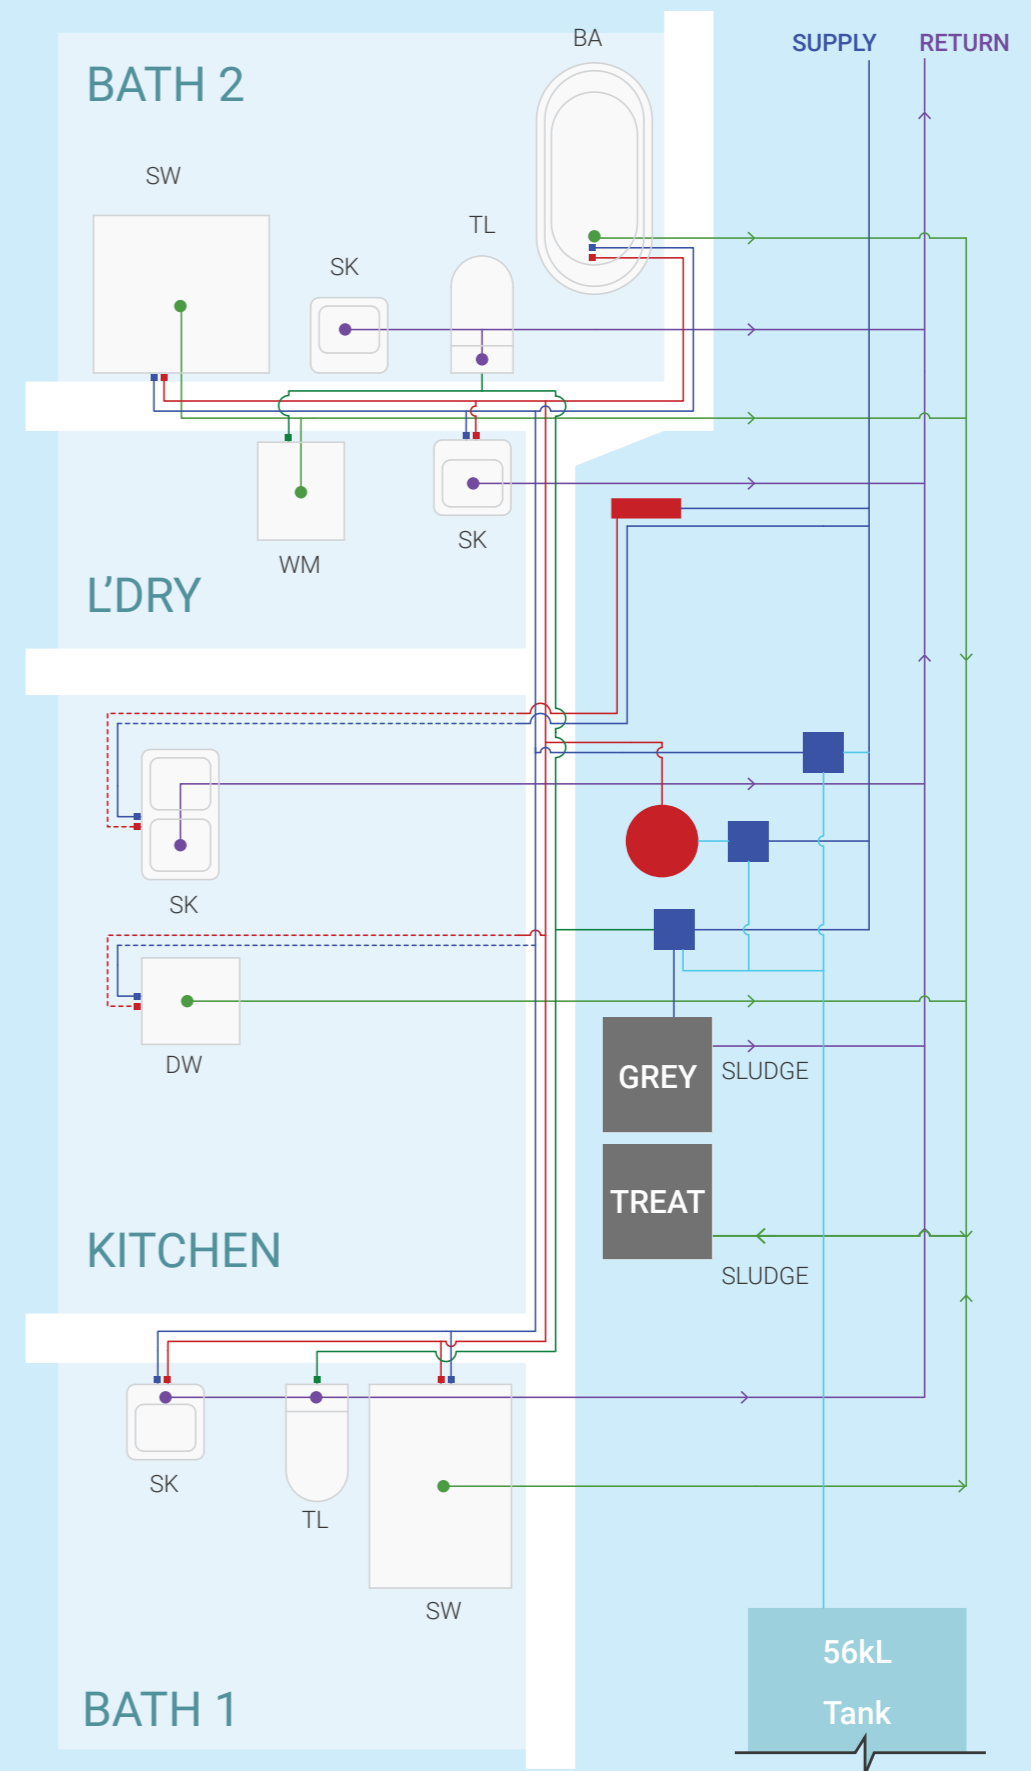 BA
SUPPLY
RETURN
BATH 2
SW
TL
SK
SK
WM
L'DRY
SK
DW
GREY
SLUDGE
TREAT
KITCHEN
SLUDGE
SK
TL
SW
56kL
Tank
BATH 1